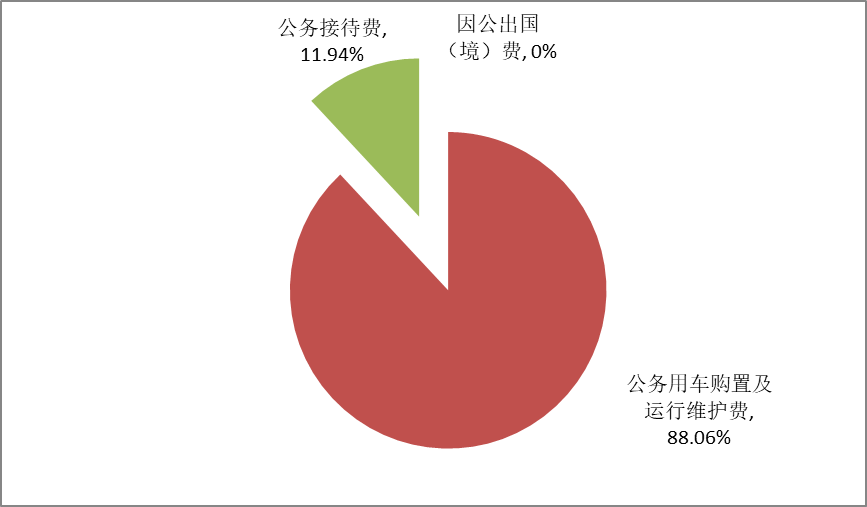 公务接待费,
11.94%
因公出国
（境）费, 0%
公务用车购置及
运行维护费,
88.06%